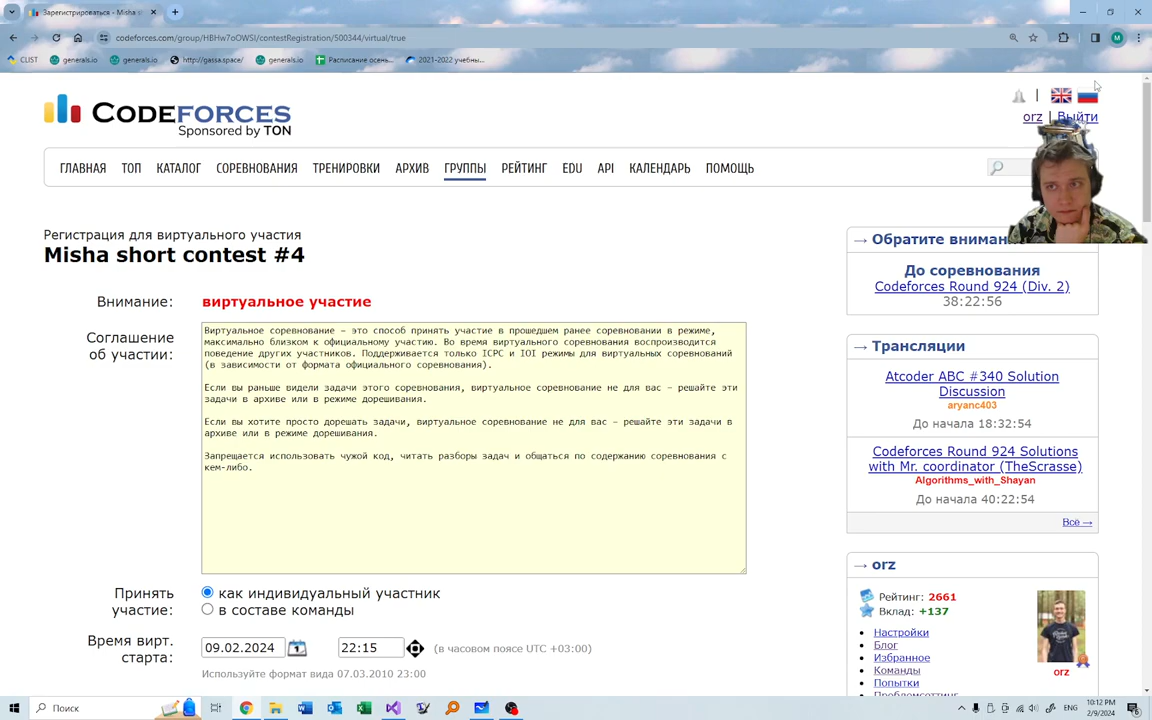 Зарегистрироваться - Misha s
codeforces.com/group/HBHw7oOWSI/contestRegistration/500344/virtual/true
CLIST
generals.io
generals.io
http://gassa.space/
generals.io
Расписание осень...
2021-2022 учебны...
CODEFORCES
Sponsored by TON
orz | Выйти
ГЛАВНАЯ ТОП КАТАЛОГ СОРЕВНОВАНИЯ ТРЕНИРОВКИ АРХИВ ГРУППЫ РЕЙТИНГ EDU API КАЛЕНДАРЬ ПОМОЩЬ
Регистрация для виртуального участия
Misha short contest #4
Внимание: виртуальное участие
Соглашение
об участии:
Виртуальное соревнование – это способ принять участие в прошедшем ранее соревновании в режиме,
максимально близком к официальному участию. Во время виртуального соревнования воспроизводится
поведение других участников. Поддерживается только ICPC и IOI режимы для виртуальных соревнований
(в зависимости от формата официального соревнования).
Если вы раньше видели задачи этого соревнования, виртуальное соревнование не для вас – решайте эти
задачи в архиве или в режиме дорешивания.
Если вы хотите просто дорешать задачи, виртуальное соревнование не для вас – решайте эти задачи в
архиве или в режиме дорешивания.
Запрещается использовать чужой код, читать разборы задач и общаться по содержанию соревнования с
кем-либо.
Принять
участие:
как индивидуальный участник
в составе команды
Время вирт.
старта:
09.02.2024
22:15
(в часовом поясе UTC +03:00)
Используйте формат вида 07.03.2010 23:00
→ Обратите вниман
До соревнования
Codeforces Round 924 (Div. 2)
38:22:56
→ Трансляции
Atcoder ABC #340 Solution
Discussion
aryanc403
До начала 18:32:54
Codeforces Round 924 Solutions
with Mr. coordinator (TheScrasse)
Algorithms_with_Shayan
До начала 40:22:54
Все →
→ orz
Рейтинг: 2661
Вклад: +137
Настройки
Блог
Избранное
Команды
Попытки
Проблемсеттинг
orz
Поиск
ENG
10:12 PM
2/9/2024